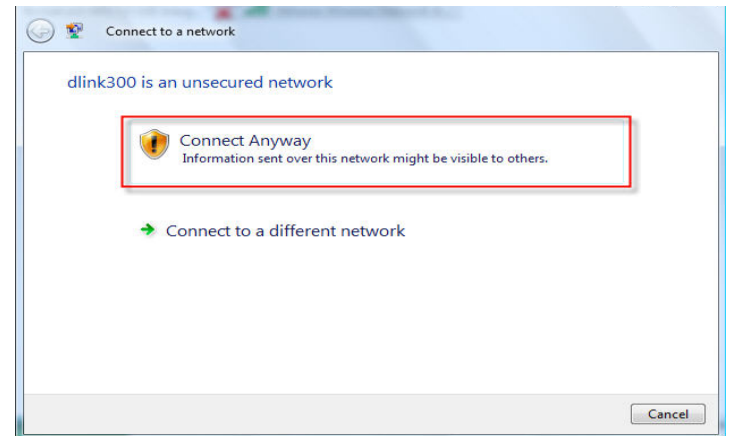 Connect to a network
dlink300 is an unsecured network
Connect Anyway
Information sent over this network might be visible to others.
Connect to a different network
Cancel